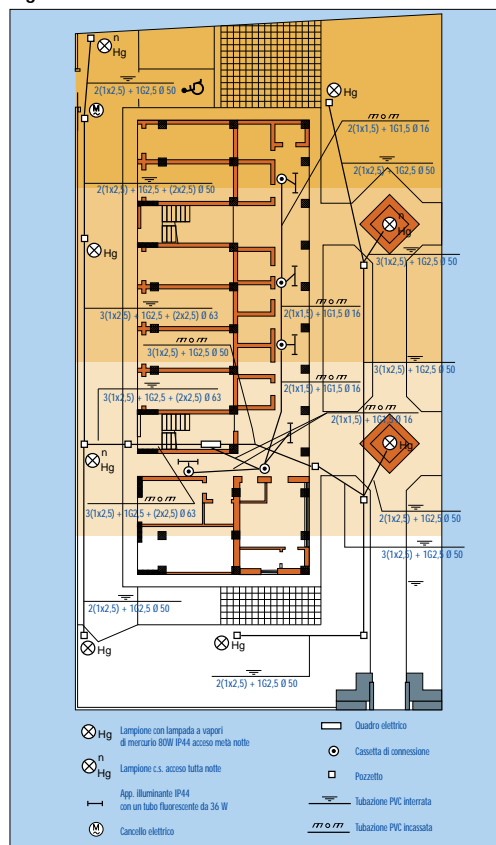 n
Hg
2(1x2,5) + 1G2,5 Ø 50
M
Hg
2(1x1,5) + 1G1,5 Ø 16
2(1x2,5) + 1G2,5 Ø 50
2(1x2,5) + 1G2,5 + (2x2,5) Ø 50
n
Hg
Hg
3(1x2,5) + 1G2,5 Ø 50
3(1x2,5) + 1G2,5 + (2x2,5) Ø 63
2(1x1,5) + 1G1,5 Ø 16
3(1x2,5) + 1G2,5 Ø 50
3(1x2,5) + 1G2,5 Ø 50
3(1x2,5) + 1G2,5 + (2x2,5) Ø 63
2(1x1,5) + 1G1,5 Ø 16
2(1x1,5) + 1G1,5 Ø 16
Hg
n
Hg
3(1x2,5) + 1G2,5 + (2x2,5) Ø 63
2(1x2,5) + 1G2,5 Ø 50
3(1x2,5) + 1G2,5 Ø 50
2(1x2,5) + 1G2,5 Ø 50
Hg
Hg
2(1x2,5) + 1G2,5 Ø 50
Hg
Lampione con lampada a vapori
di mercurio 80W IP44 acceso metà notte
n
Hg
Lampione c.s. acceso tutta notte
App. illuminante IP44
con un tubo fluorescente da 36 W
M
Cancello elettrico
Quadro elettrico
Cassetta di connessione
Pozzetto
Tubazione PVC interrata
Tubazione PVC incassata